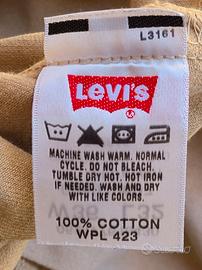 L3161
LEVI'S
MACHINE WASH WARM. NORMAL
CYCLE. DO NOT BLEACH.
TUMBLE DRY HOT. HOT IRON
IF NEEDED. WASH AND DRY
WITH LIKE COLORS.
100% COTTON
WPL 423